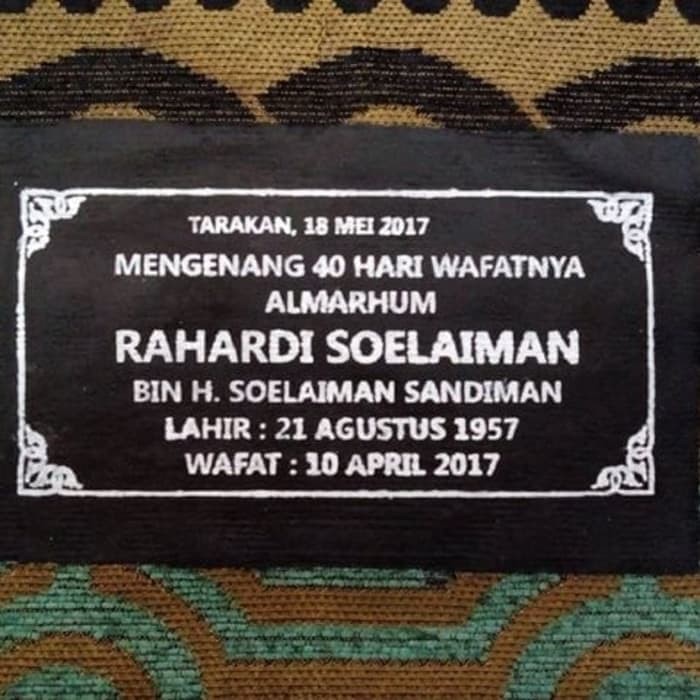 TARAKAN, 18 MEI 2017
MENGENANG 40 HARI WAFATNYA
ALMARHUM
RAHARDI SOELAIMAN
BIN H. SOELAIMAN SANDIMAN
LAHIR : 21 AGUSTUS 1957
WAFAT : 10 APRIL 2017